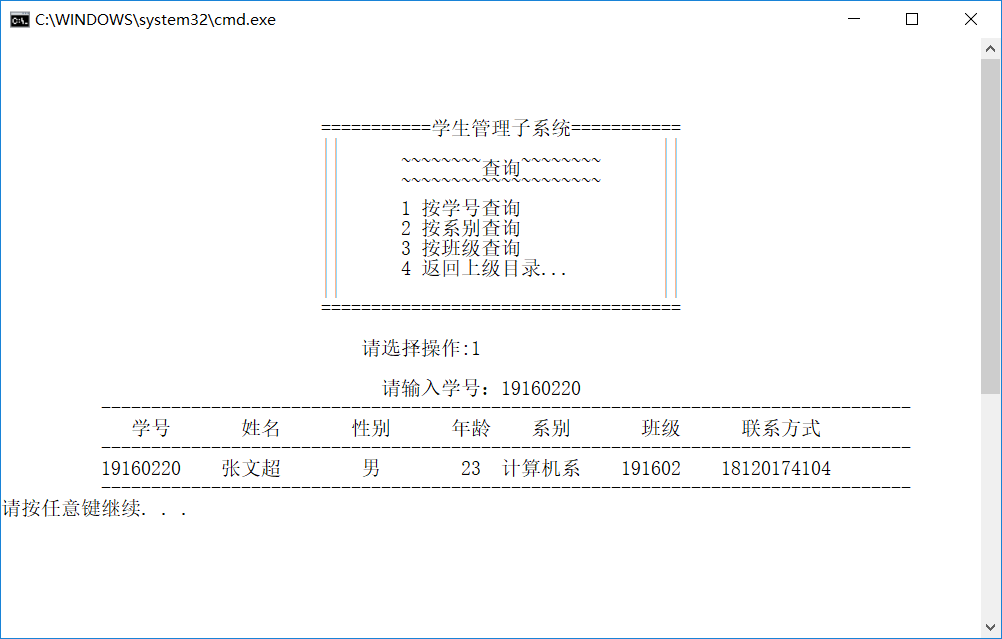 C:\WINDOWS\system32\cmd.exe
===========学生管理子系统===========
~~~~~~~~查询~~~~~~~~
~~~~~~~~~~~~~~~~~~~~
1 按学号查询
2 按系别查询
3 按班级查询
4 返回上级目录...
====================================
请选择操作:1
请输入学号：19160220
---------------------------------------------------------------------------------
学号 姓名 性别 年龄 系别 班级 联系方式
---------------------------------------------------------------------------------
19160220 张文超 男 23 计算机系 191602 18120174104
---------------------------------------------------------------------------------
请按任意键继续. . .